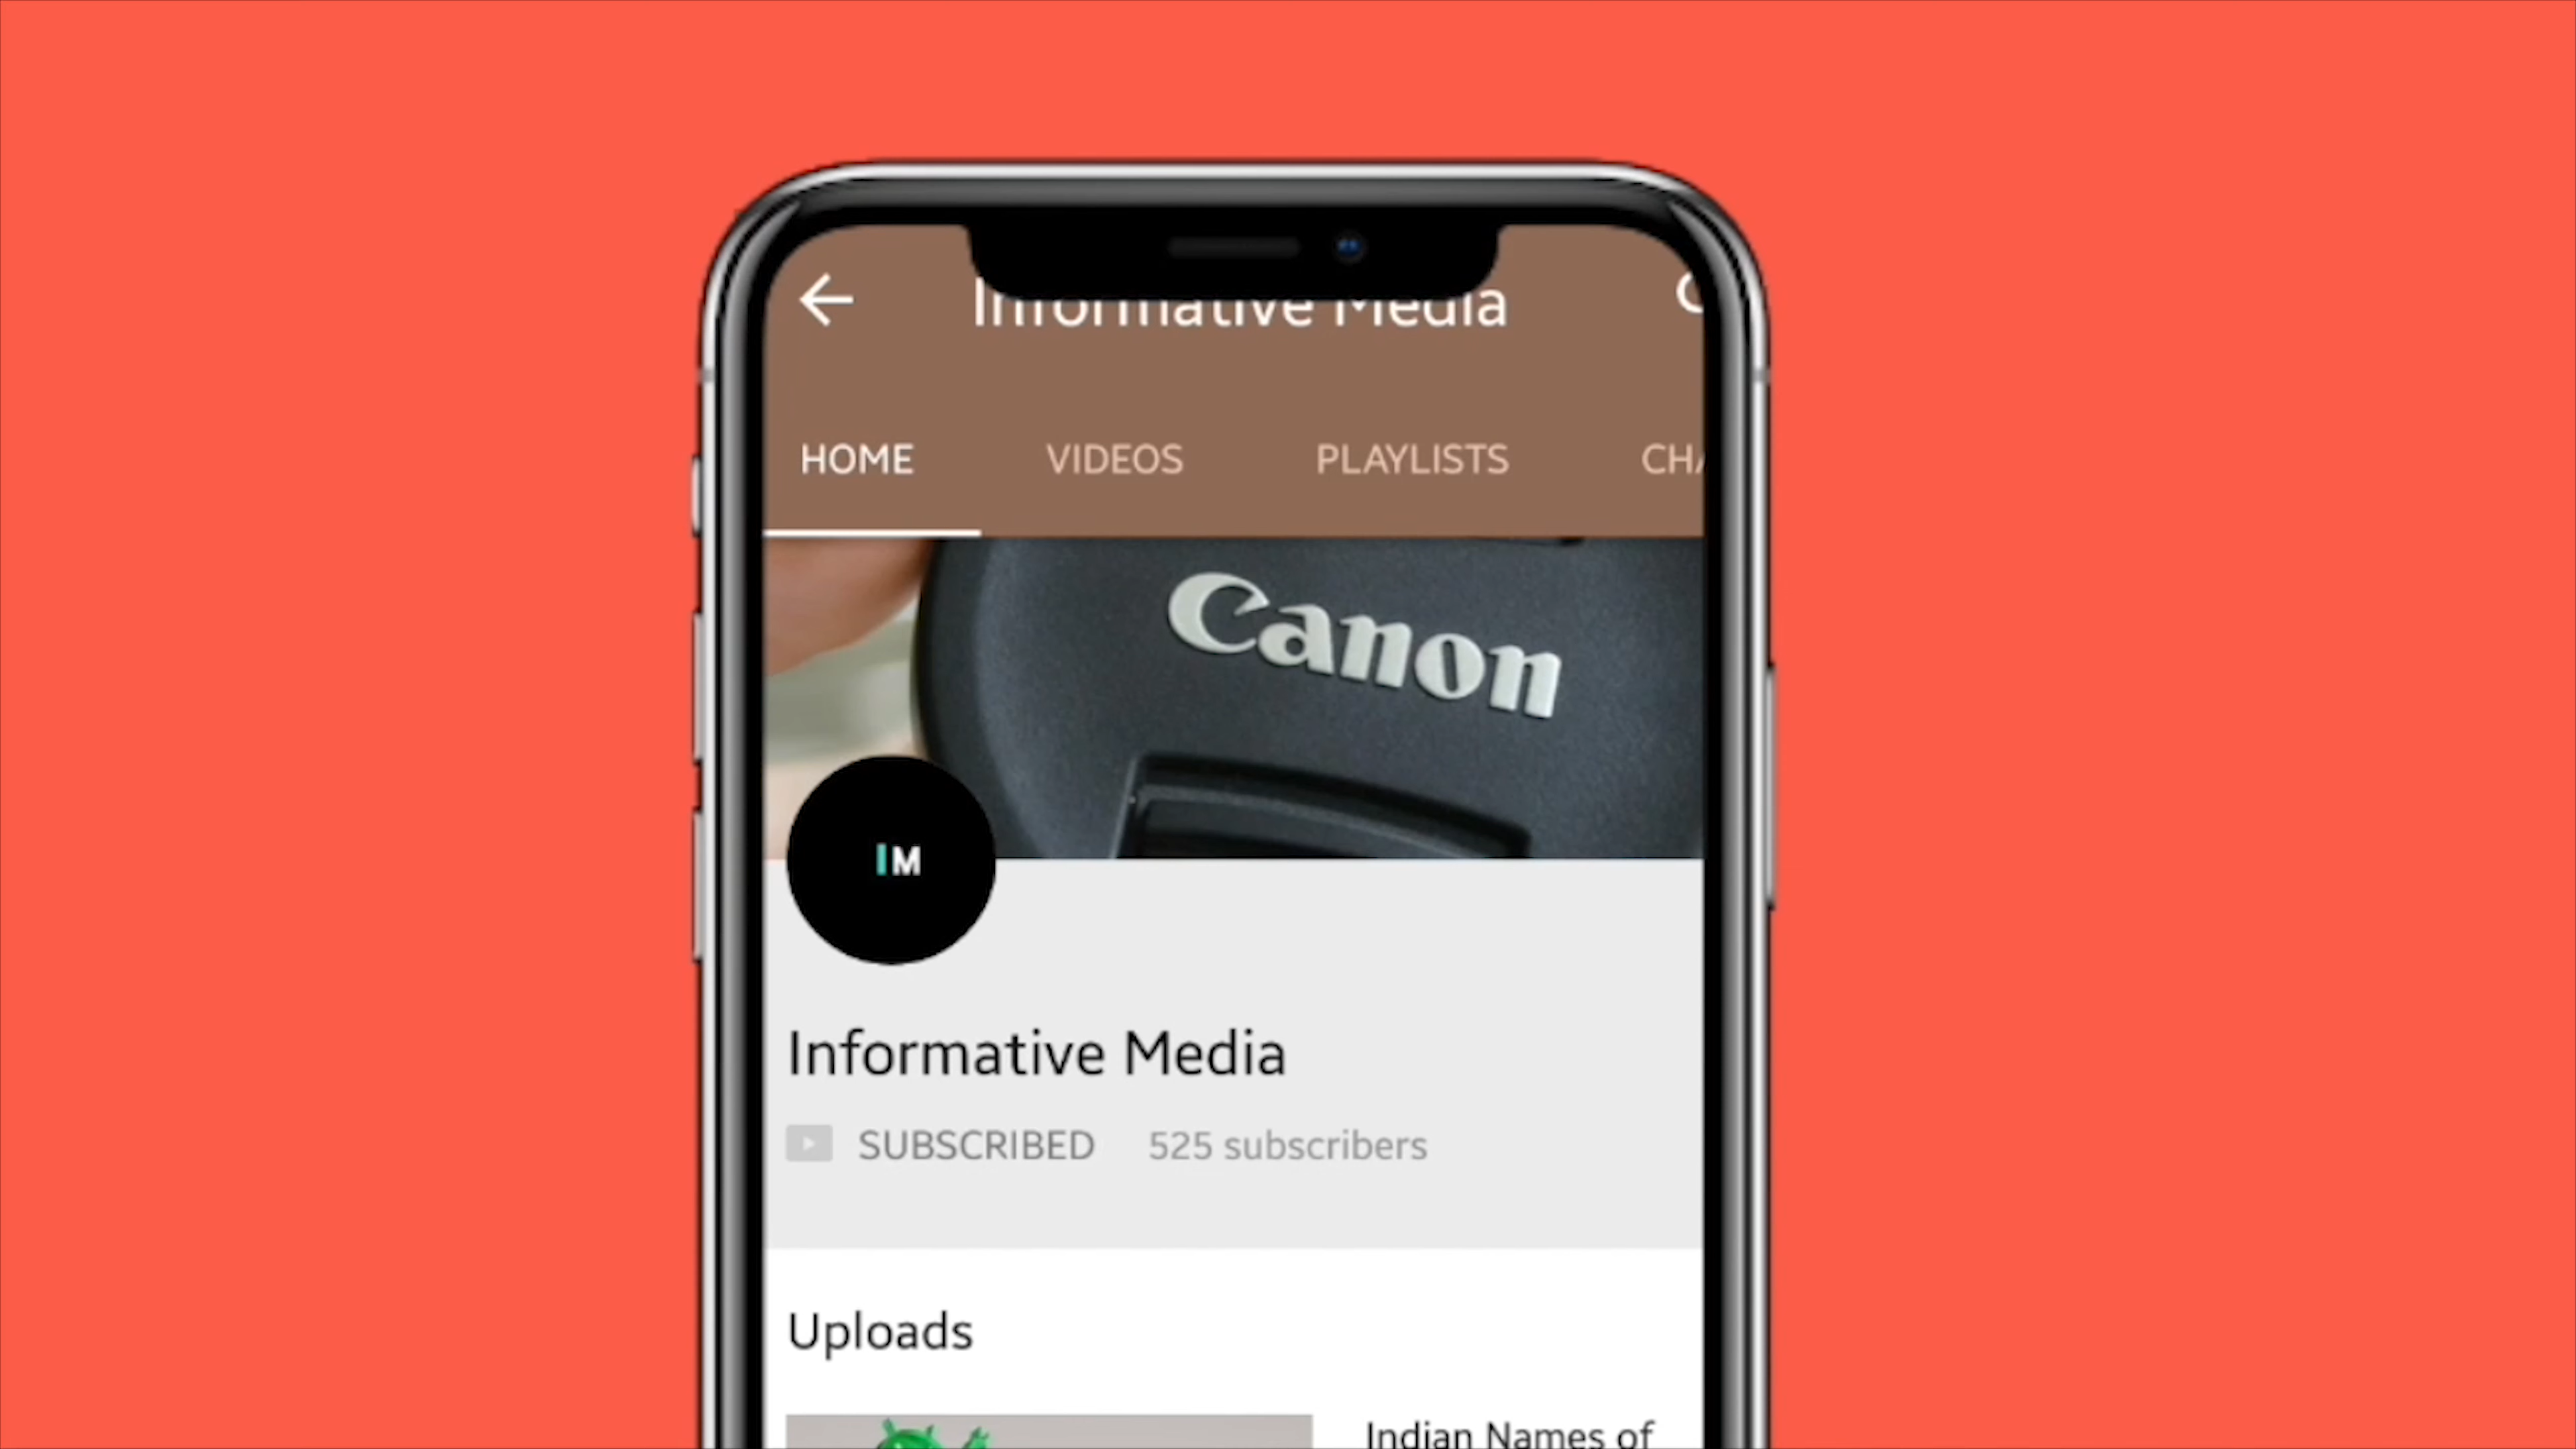 Informative Media
HOME VIDEOS PLAYLISTS
Canon
IM
Informative Media
SUBSCRIBED 525 subscribers
Uploads
Indian Names of